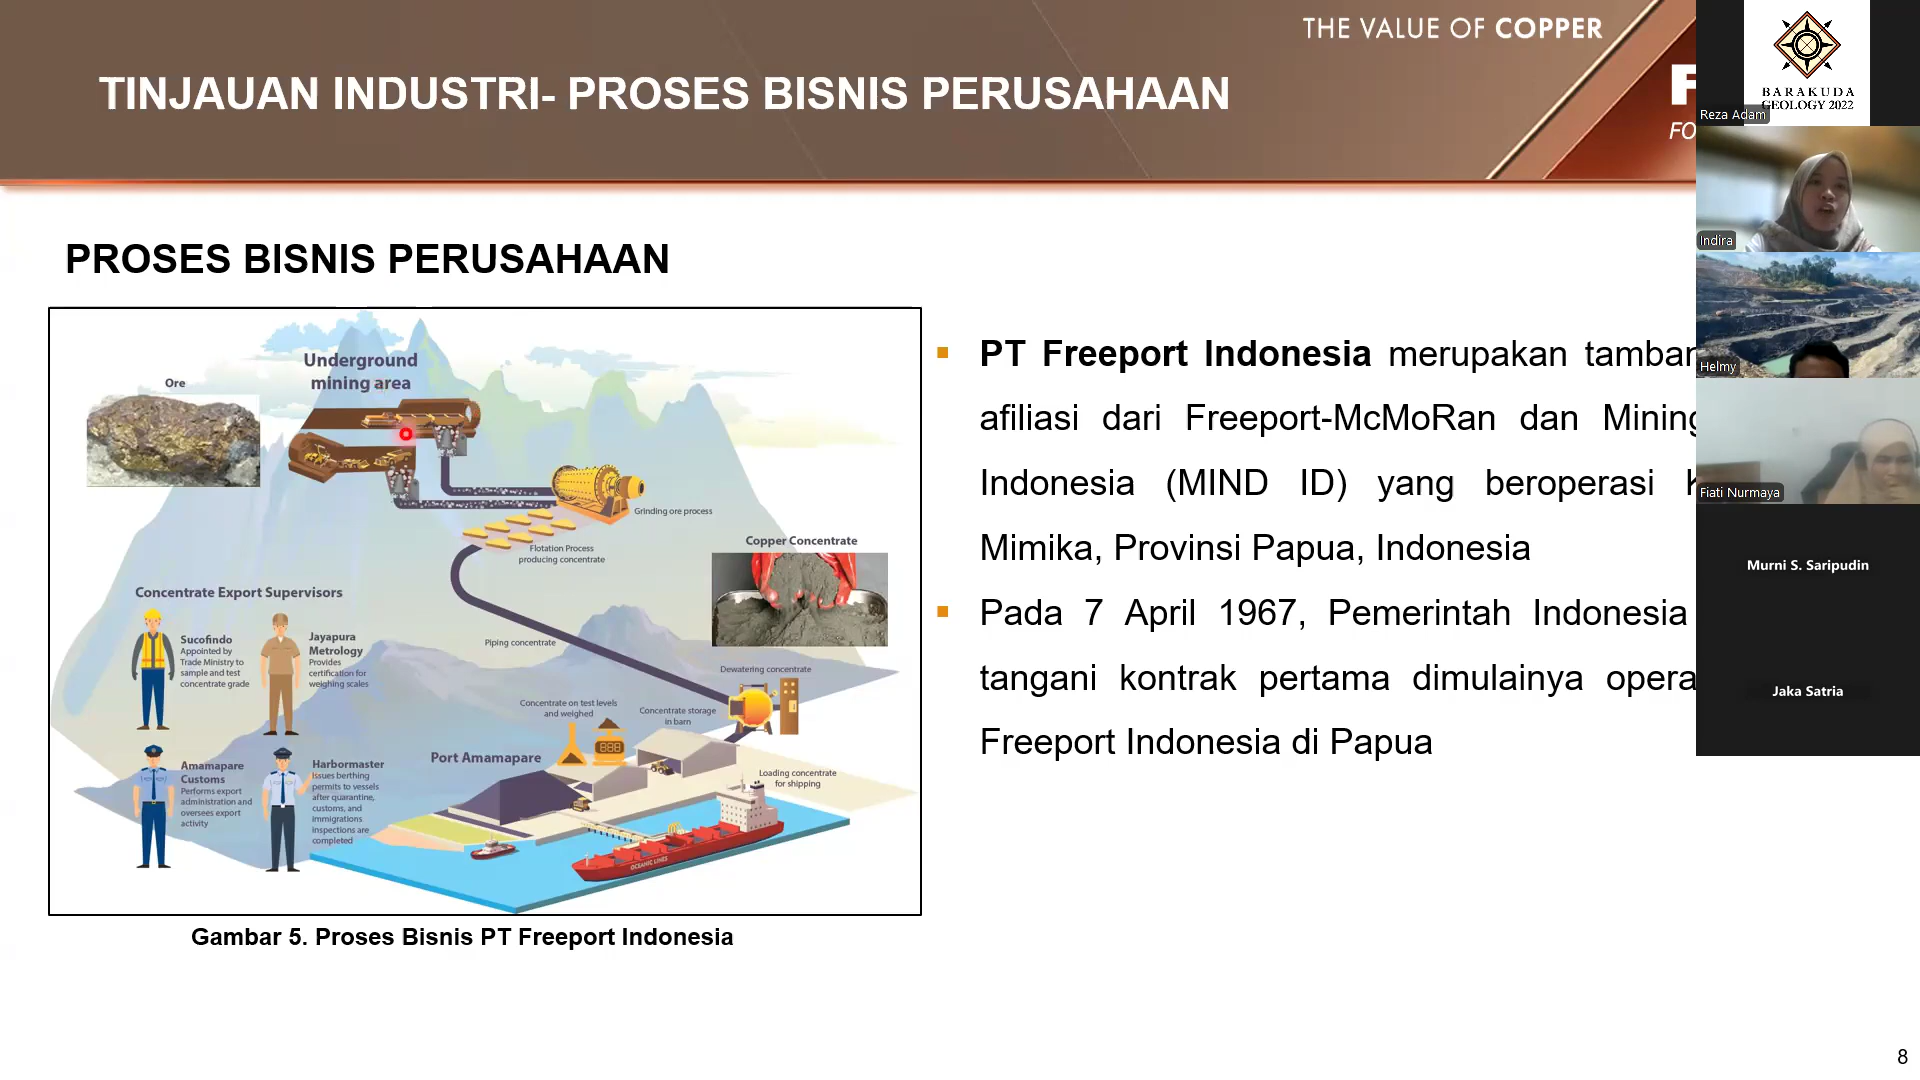 THE VALUE OF COPPER
TINJAUAN INDUSTRI- PROSES BISNIS PERUSAHAAN
F
FO
PROSES BISNIS PERUSAHAAN
Underground
mining area
Ore
Grinding ore process
Flotation Process
producing concentrate
Copper Concentrate
Concentrate Export Supervisors
Sucofindo
Appointed by
Trade Ministry to
sample and test
concentrate grade
Jayapura
Metrology
Provides
certification for
weighing scales
Piping concentrate
Dewatering concentrate
Concentrate on test levels
and weighed
Concentrate storage
in barn
888
Port Amamapare
Loading concentrate
for shipping
Amamapare
Customs
Performs export
administration and
oversees export
activity
Harbormaster
Issues berthing
permits to vessels
after quarantine,
customs, and
immigrations
inspections are
completed
OCEANIC LINES
Gambar 5. Proses Bisnis PT Freeport Indonesia
PT Freeport Indonesia merupakan
afiliasi dari Freeport-McMoRan dan Mining
Indonesia (MIND ID) yang beroperasi
Mimika, Provinsi Papua, Indonesia
Pada 7 April 1967, Pemerintah Indonesia
tangani kontrak pertama dimulainya
Freeport Indonesia di Papua
BARAKUDA
GEOLOGY 2022
Reza Adam
Indira
Helmy
Fiati Nurmaya
Murni S. Saripudin
Jaka Satria
8